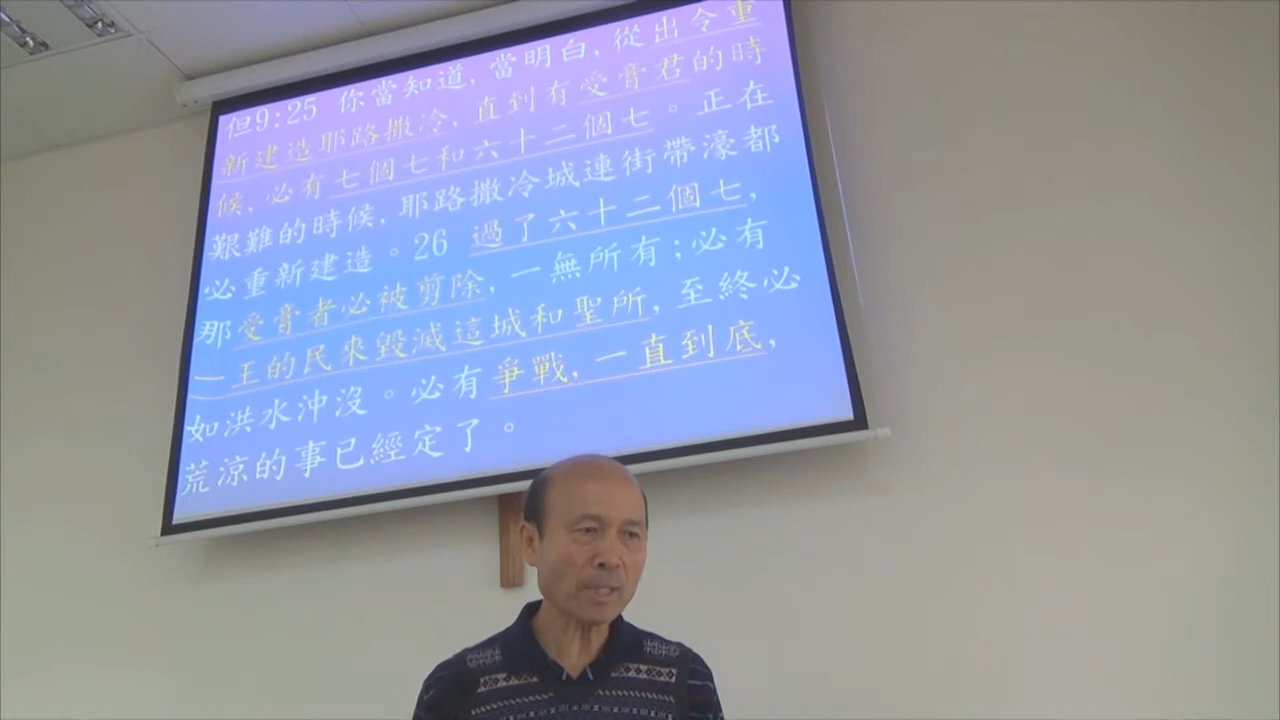 但9:25 你當知道,當明白,從出令重
新建造耶路撒冷,直到有受膏君的時
候,必有七個七和六十二個七。正在
艱難的時候,耶路撒冷城連街帶濠都
必重新建造。26 過了六十二個七,
那受膏者必被剪除,一無所有;必有
一王的民來毀滅這城和聖所,至終必
如洪水沖沒。必有爭戰,一直到底,
荒涼的事已經定了。